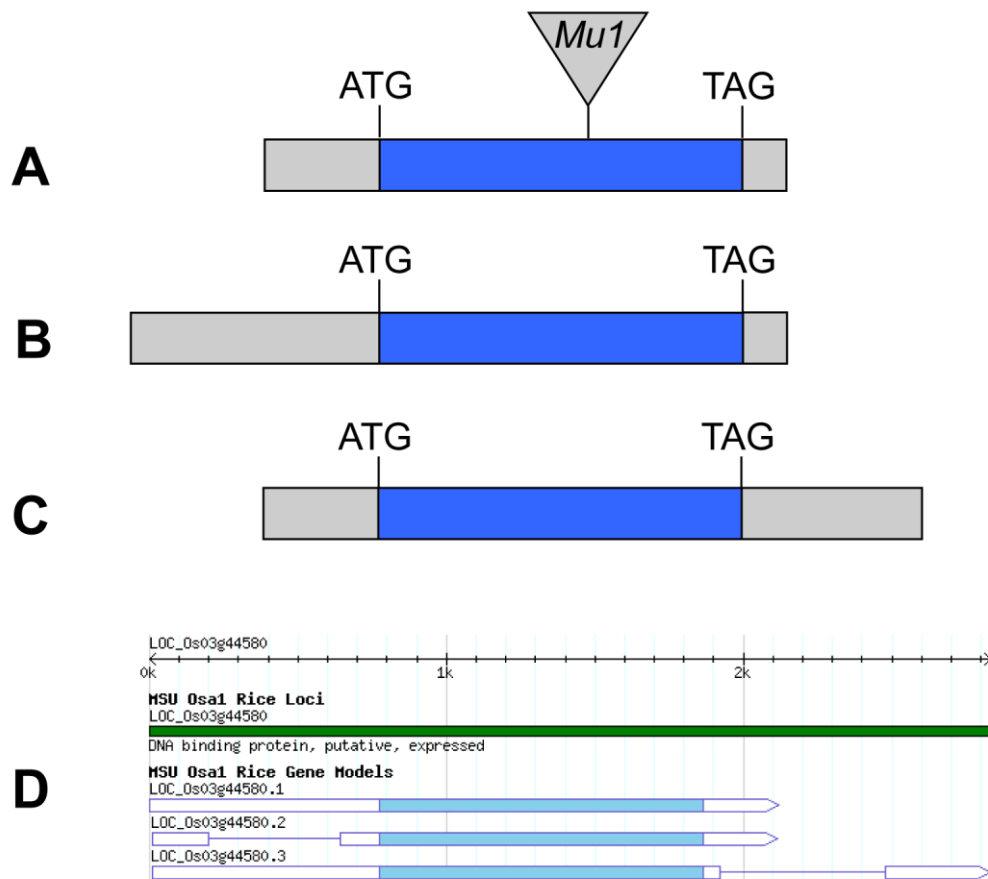 Mu1
ATG TAG
A
ATG TAG
B
ATG TAG
C
LOC_Os03g44580
0k 1k 2k
MSU Osa1 Rice Loci
LOC_Os03g44580
DNA binding protein, putative, expressed
MSU Osa1 Rice Gene Models
D
LOC_Os03g44580.1
LOC_Os03g44580.2
LOC_Os03g44580.3